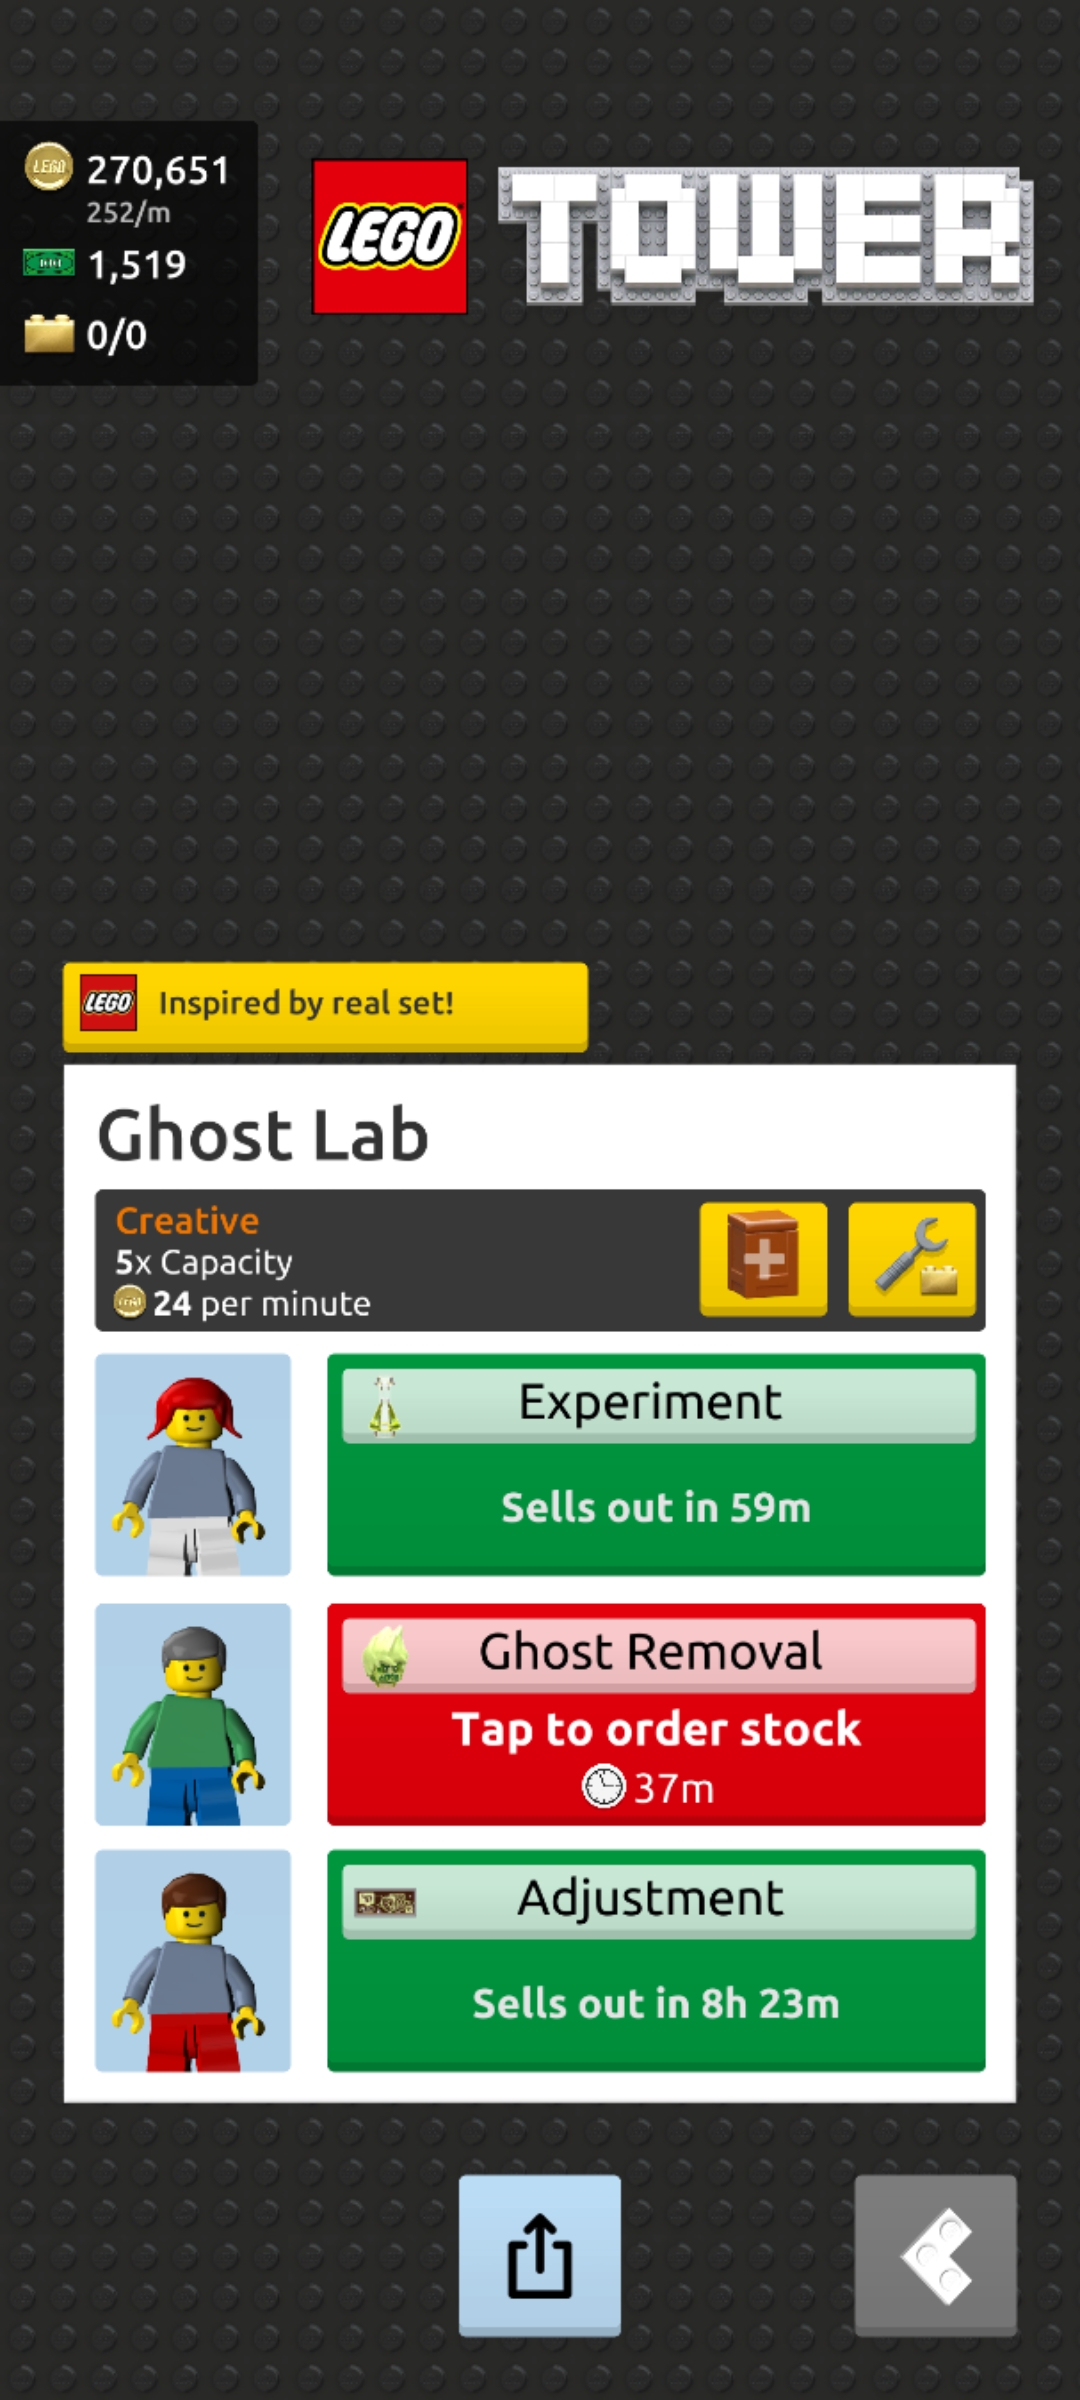 270,651
252/m
1,519
0/0
LEGO TOWER
LEGO Inspired by real set!
Ghost Lab
Creative
5x Capacity
24 per minute
Experiment
Sells out in 59m
Ghost Removal
Tap to order stock
37m
Adjustment
Sells out in 8h 23m